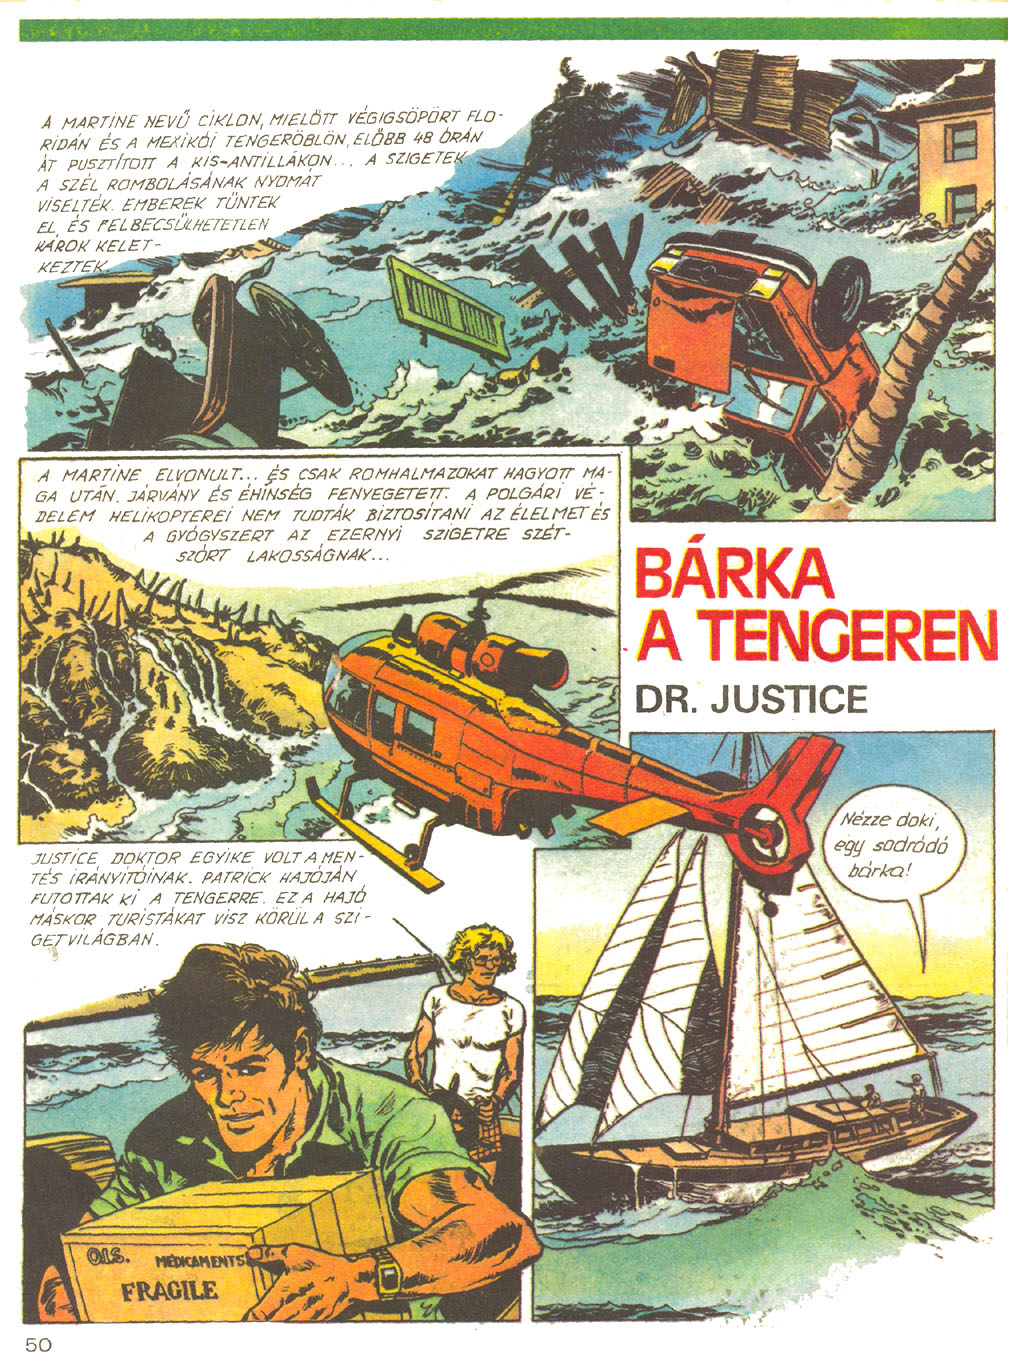 A MARTINE NEVŰ CIKLON, MIELŐTT VÉGIGSÖPÖRT FLO-
RIDÁN ÉS A MEXIKÓI TENGERÖBLÖN, ELŐBB 48 ÓRÁN
ÁT PUSZTÍTOTT A KIS-ANTILLÁKON... A SZIGETEK
A SZÉL ROMBOLÁSÁNAK NYOMÁT
VISELTÉK. EMBEREK TŰNTEK
EL, ÉS FELBECSÜLHETETLEN
KÁROK KELET-
KEZTEK.
A MARTINE ELVONULT... ÉS CSAK ROMHALMAZOKAT HAGYOTT MA-
GA UTÁN. JÁRVÁNY ÉS ÉHÍNSÉG FENYEGETETT. A POLGÁRI VÉ-
DELEM HELIKOPTEREI NEM TUDTÁK BIZTOSÍTANI AZ ÉLELMET ÉS
A GYÓGYSZERT AZ EZERNYI SZIGETRE SZÉT-
SZÓRT LAKOSSÁGNAK...
BÁRKA
A TENGEREN
DR. JUSTICE
JUSTICE DOKTOR EGYIKE VOLT A MEN-
TÉS IRÁNYÍTÓINAK. PATRICK HAJÓJÁN
FUTOTTAK KI A TENGERRE. EZ A HAJÓ
MÁSKOR TURISTÁKAT VISZ KÖRÜL A SZI-
GETVILÁGBAN.
Nézze doki,
egy sodródó
bárka!
O.I.S. MÉDICAMENTS
FRAGILE
50